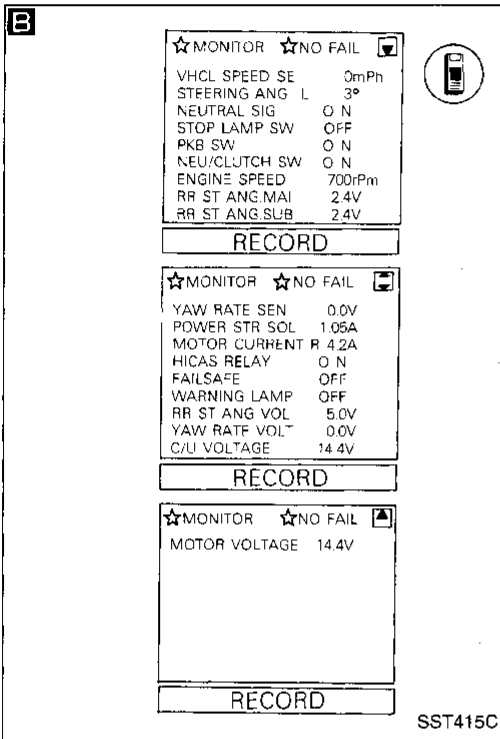 B
☆MONITOR ☆NO FAIL
VHCL SPEED SE 0mPh
STEERING ANG L 3°
NEUTRAL SIG O N
STOP LAMP SW OFF
PKB SW O N
NEU/CLUTCH SW O N
ENGINE SPEED 700rPm
RR ST ANG.MAI 2.4V
RR ST ANG.SUB 2.4V
RECORD
☆MONITOR ☆NO FAIL
YAW RATE SEN 0.0V
POWER STR SOL 1.05A
MOTOR CURRENT R 4.2A
HICAS RELAY O N
FAILSAFE OFF
WARNING LAMP OFF
RR ST ANG VOL 5.0V
YAW RATE VOLT 0.0V
C/U VOLTAGE 14.4V
RECORD
☆MONITOR ☆NO FAIL
MOTOR VOLTAGE 14.4V
RECORD
SST415C